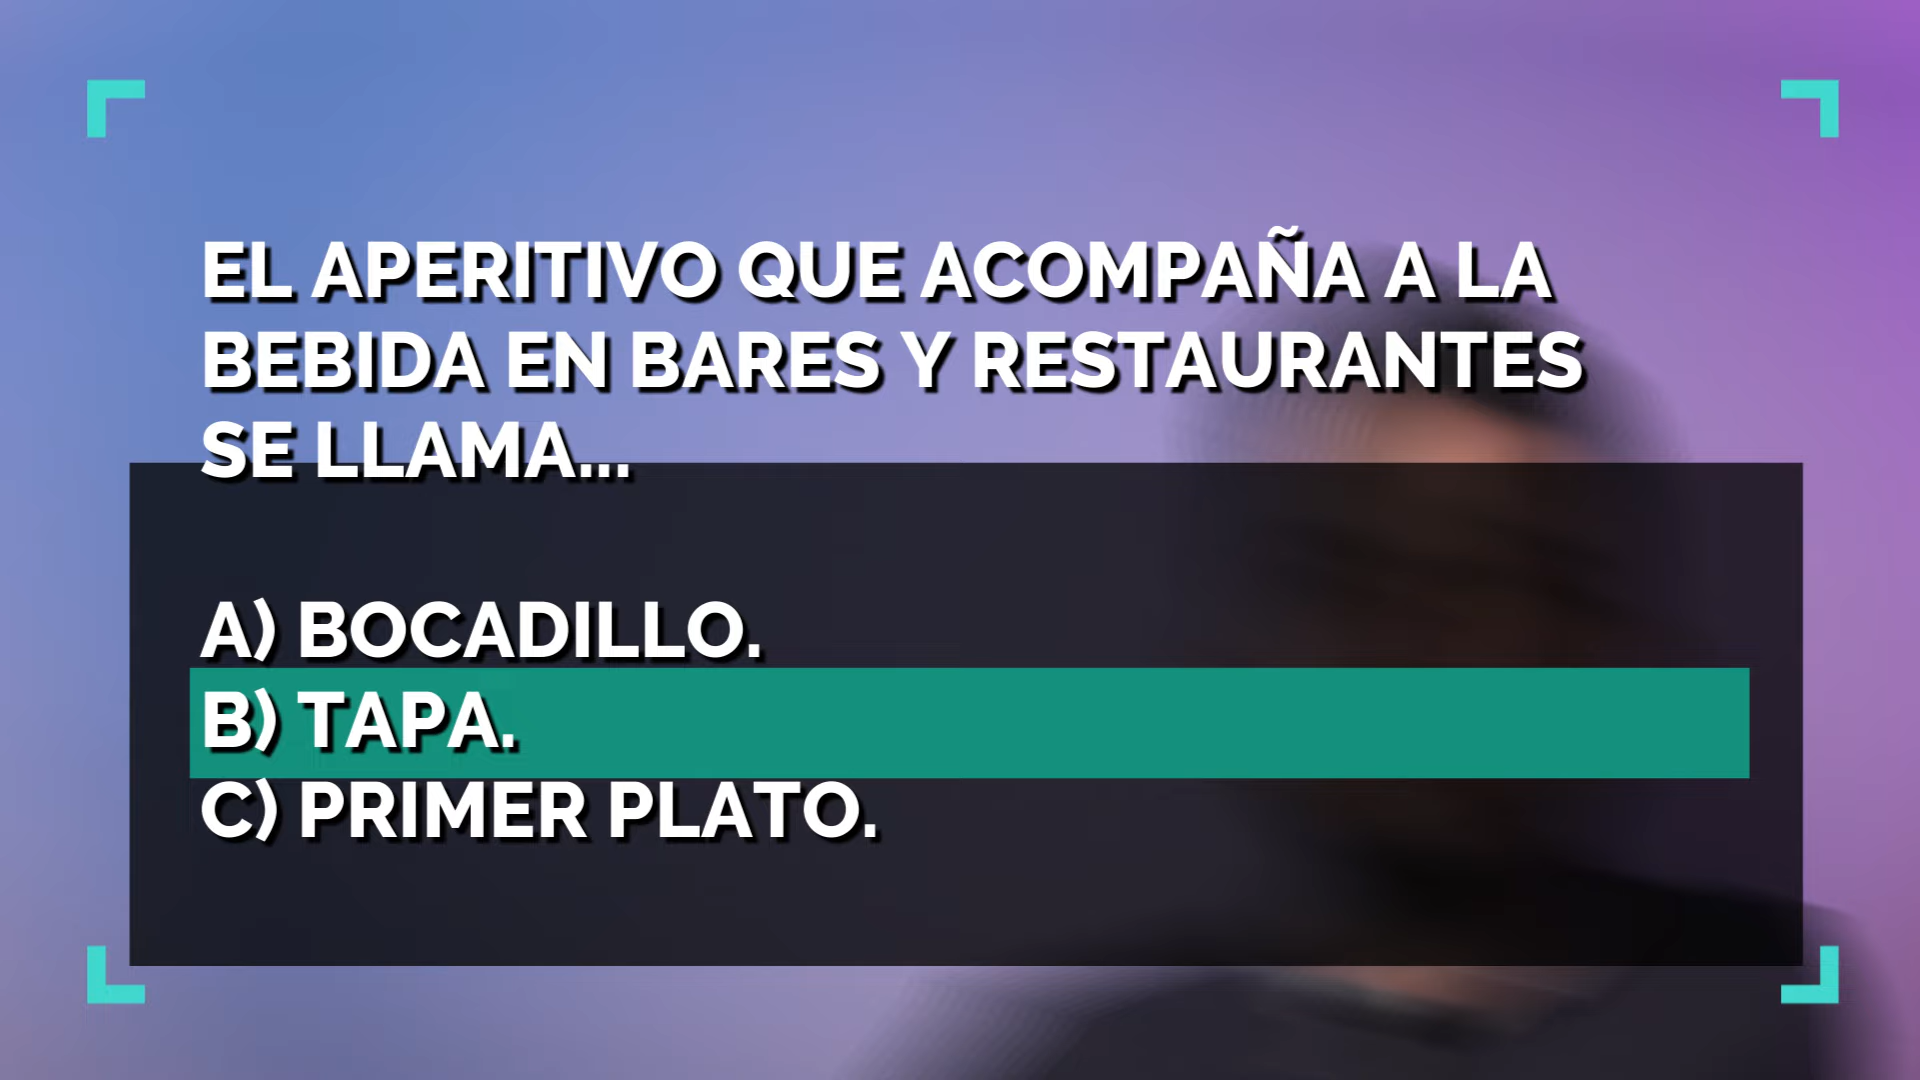 EL APERITIVO QUE ACOMPAÑA A LA
BEBIDA EN BARES Y RESTAURANTES
SE LLAMA...
A) BOCADILLO.
B) TAPA.
C) PRIMER PLATO.